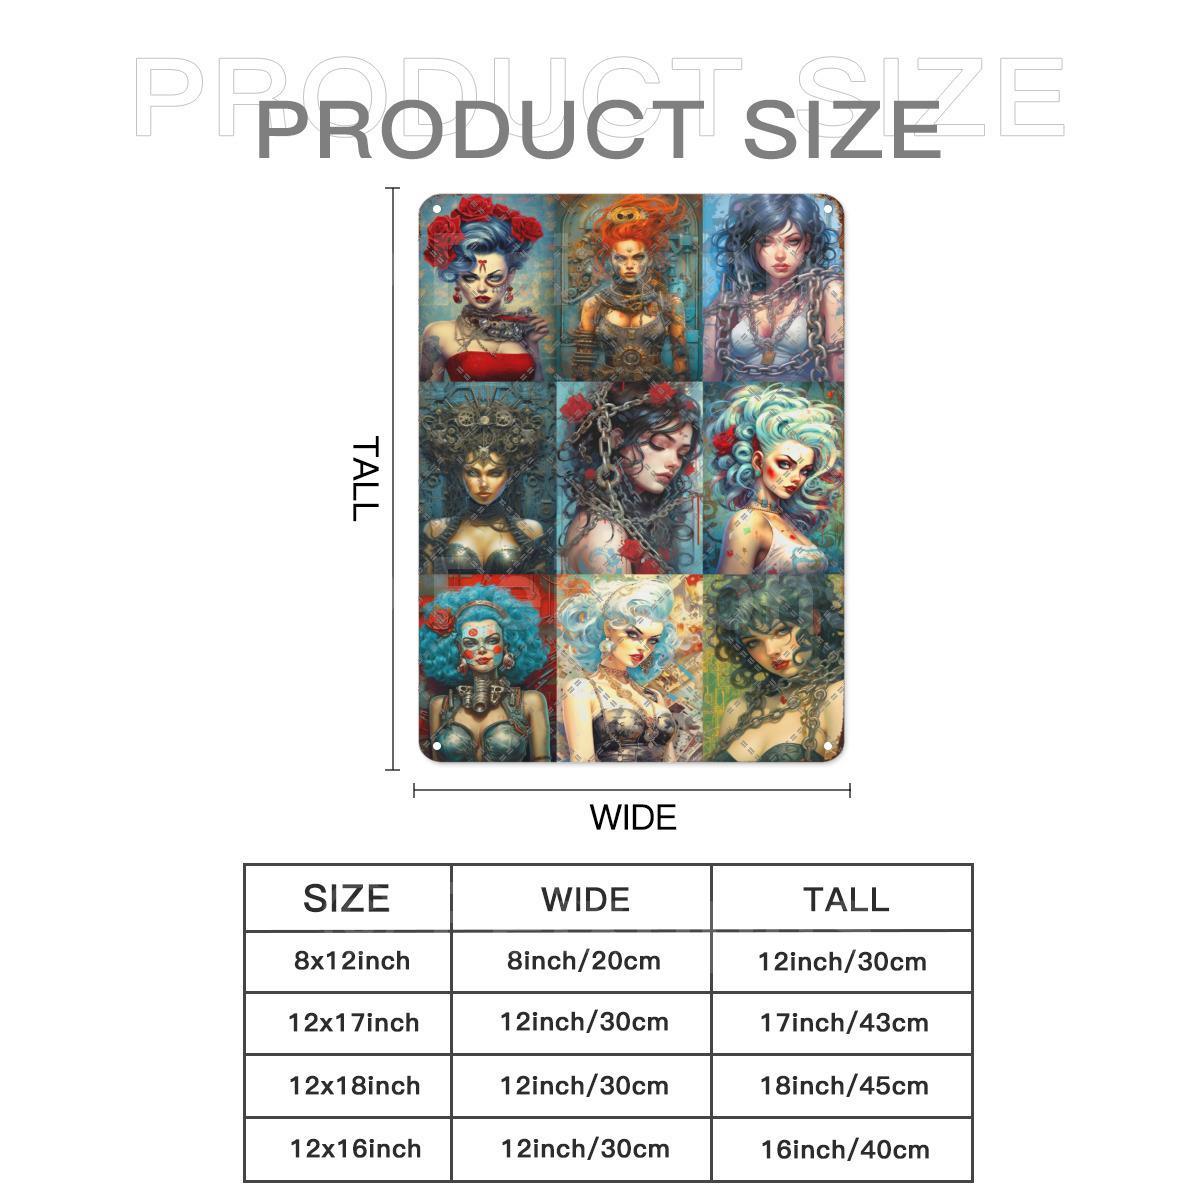 PRODUCT SIZE
PRODUCT SIZE
TALL
WIDE
SIZE WIDE TALL
8x12inch 8inch/20cm 12inch/30cm
12x17inch 12inch/30cm 17inch/43cm
12x18inch 12inch/30cm 18inch/45cm
12x16inch 12inch/30cm 16inch/40cm